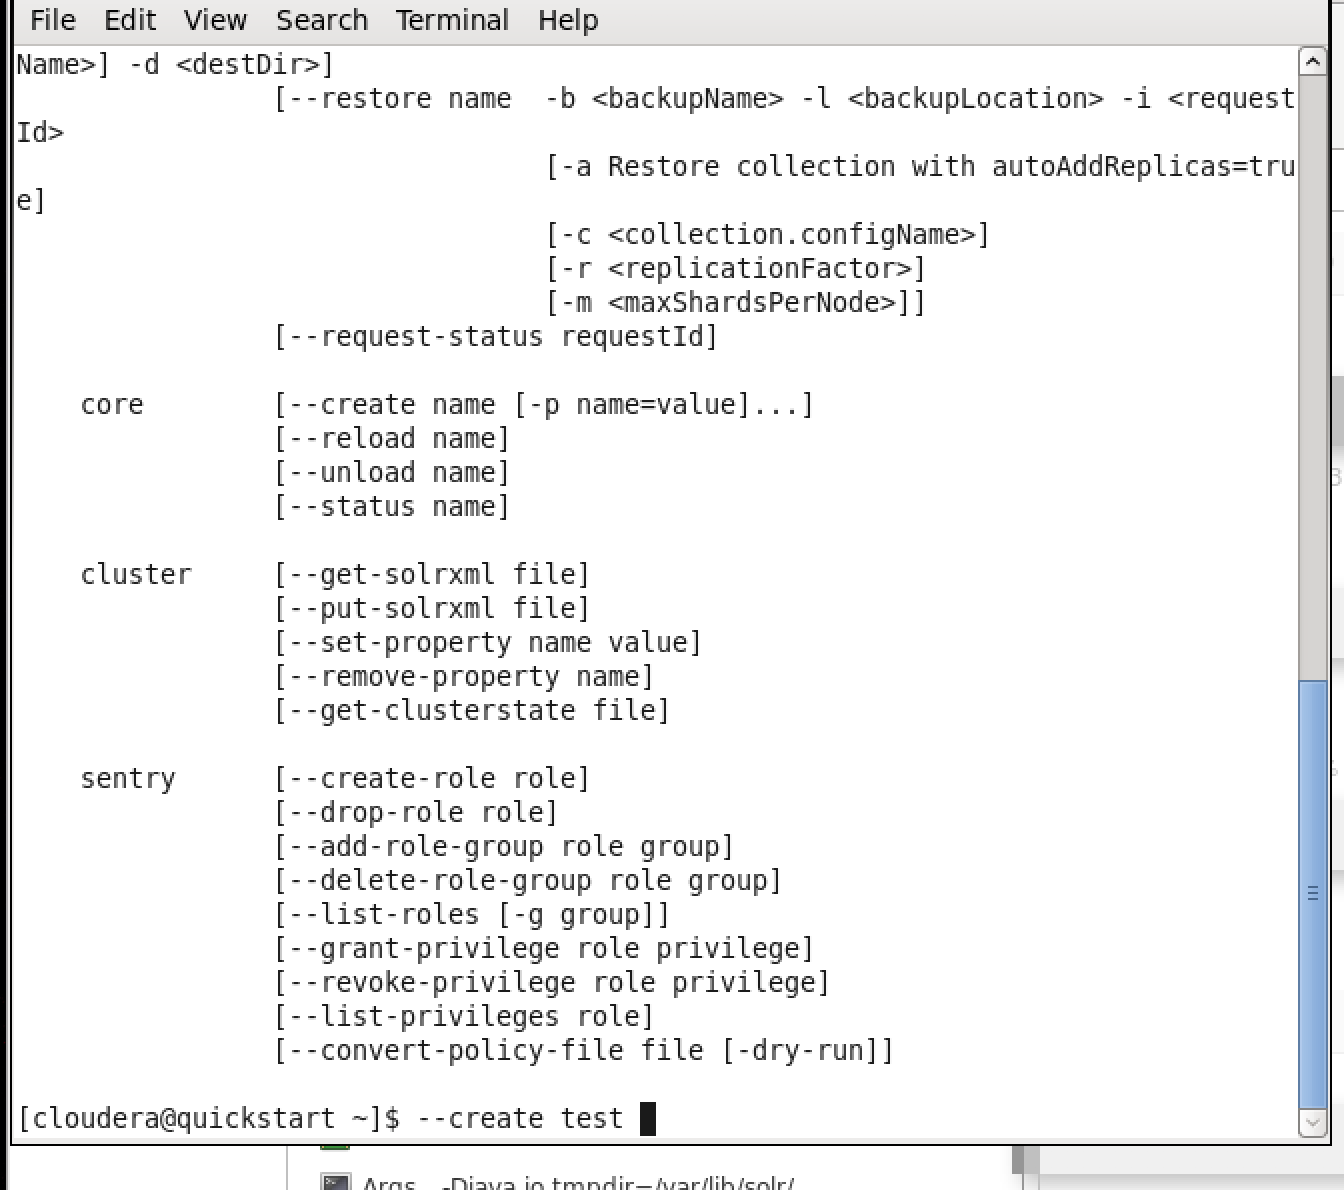 File Edit View Search Terminal Help
Name>] -d <destDir>]
[--restore name  -b <backupName> -l <backupLocation> -i <request
Id>
[-a Restore collection with autoAddReplicas=tru
e]
[-c <collection.configName>]
[-r <replicationFactor>]
[-m <maxShardsPerNode>]]
[--request-status requestId]
core [--create name [-p name=value]...]
[--reload name]
[--unload name]
[--status name]
cluster [--get-solrxml file]
[--put-solrxml file]
[--set-property name value]
[--remove-property name]
[--get-clusterstate file]
sentry [--create-role role]
[--drop-role role]
[--add-role-group role group]
[--delete-role-group role group]
[--list-roles [-g group]]
[--grant-privilege role privilege]
[--revoke-privilege role privilege]
[--list-privileges role]
[--convert-policy-file file [-dry-run]]
[cloudera@quickstart ~]$ --create test
Args -Djava.io.tmpdir=/var/lib/solr/